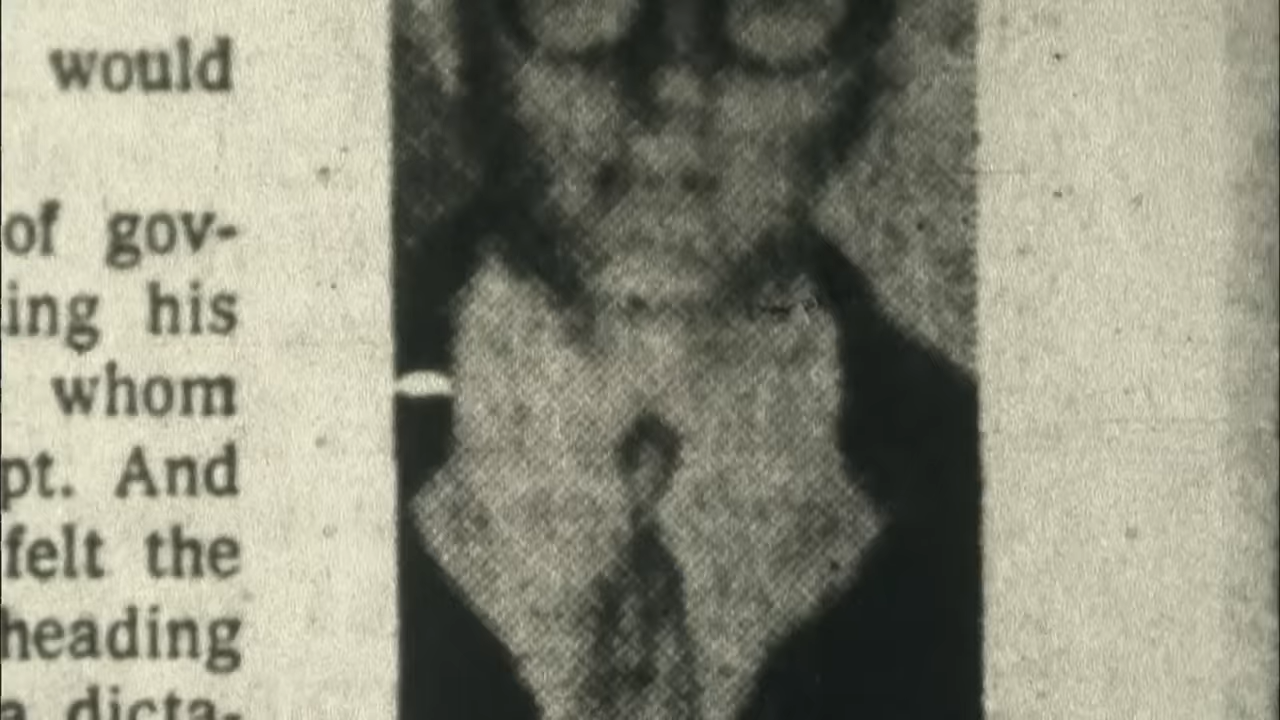 would
of gov-
ing his
whom
pt. And
felt the
heading
a dicta-